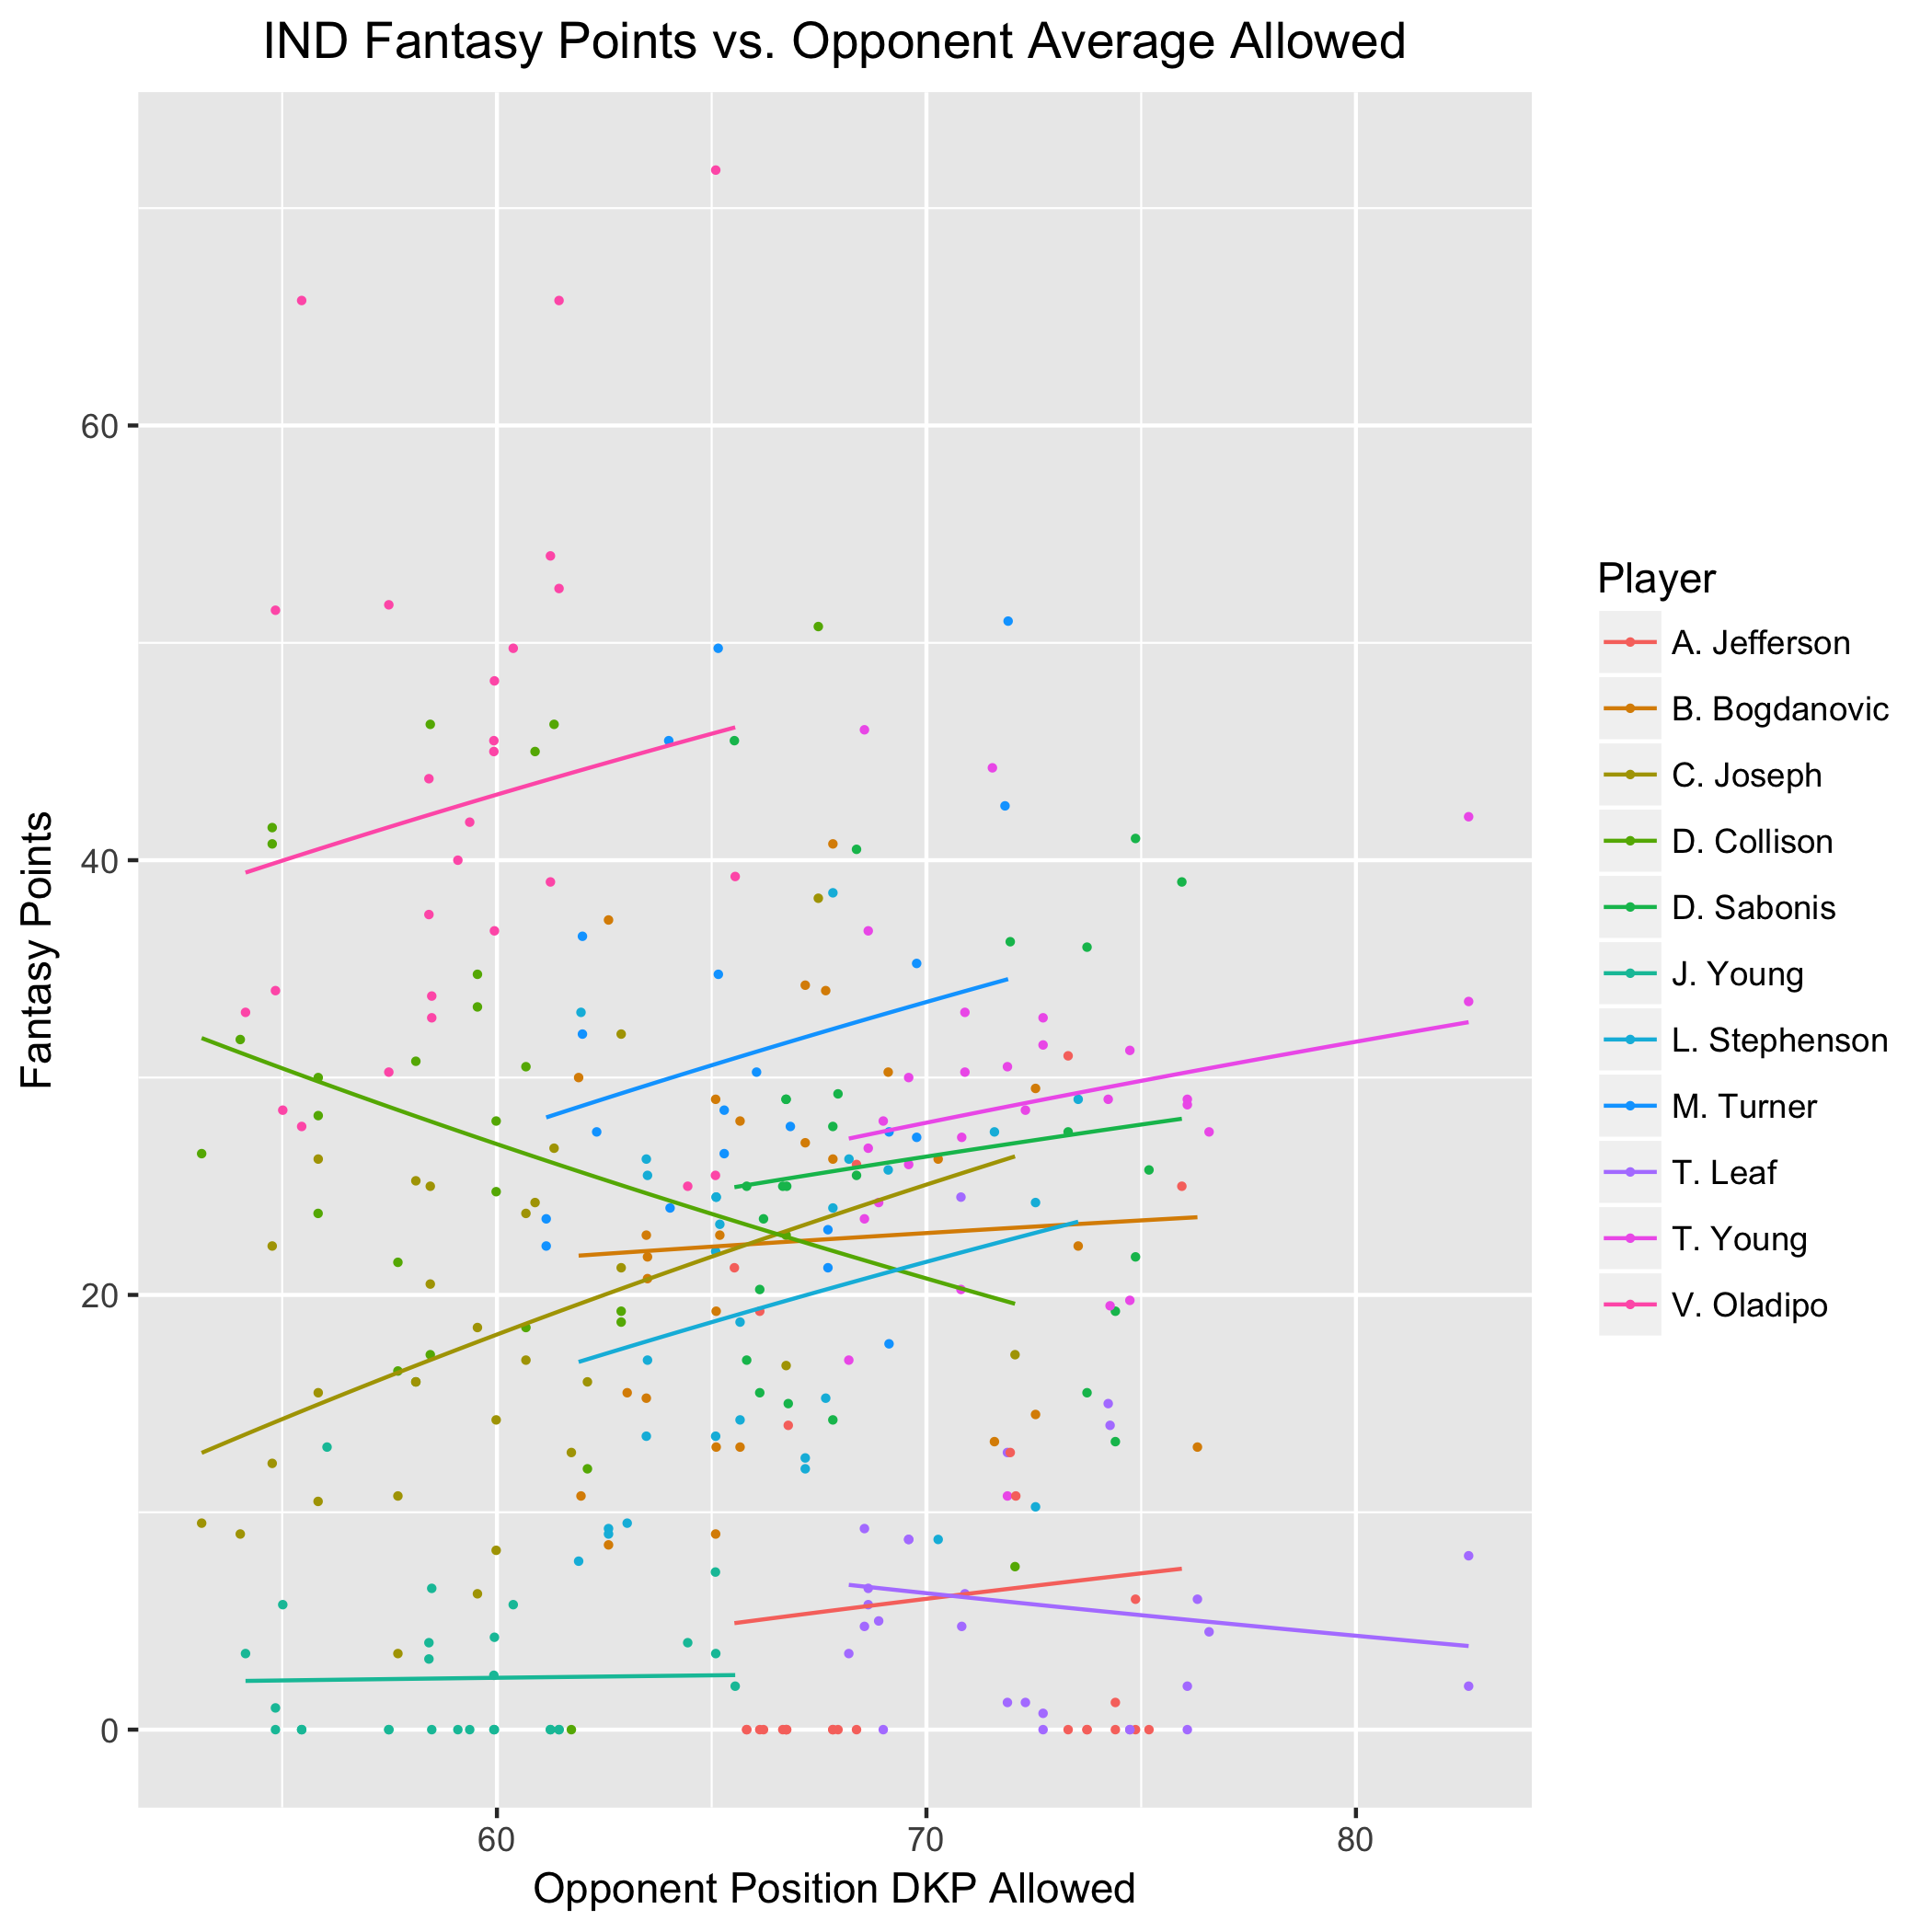 IND Fantasy Points vs. Opponent Average Allowed
Fantasy Points
60
40
20
0
60
70
80
Opponent Position DKP Allowed
Player
A. Jefferson
B. Bogdanovic
C. Joseph
D. Collison
D. Sabonis
J. Young
L. Stephenson
M. Turner
T. Leaf
T. Young
V. Oladipo